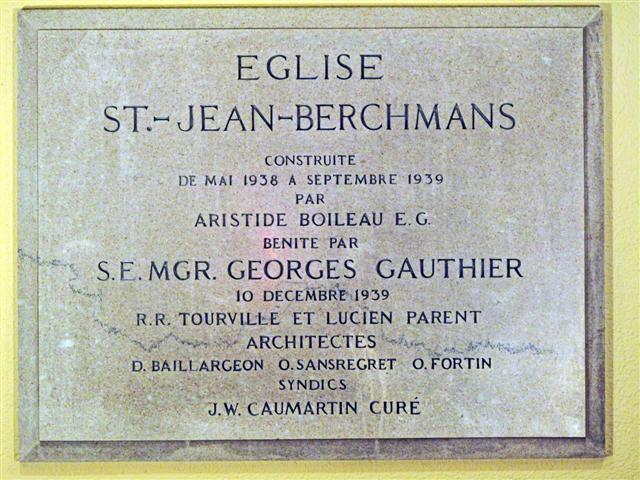 EGLISE
ST.-JEAN-BERCHMANS
CONSTRUITE
DE MAI 1938 A SEPTEMBRE 1939
PAR
ARISTIDE BOILEAU E.G.
BENITE PAR
S.E. MGR. GEORGES GAUTHIER
10 DECEMBRE 1939
R.R. TOURVILLE ET LUCIEN PARENT
ARCHITECTES
D. BAILLARGEON O. SANSREGRET O. FORTIN
SYNDICS
J.W. CAUMARTIN CURÉ